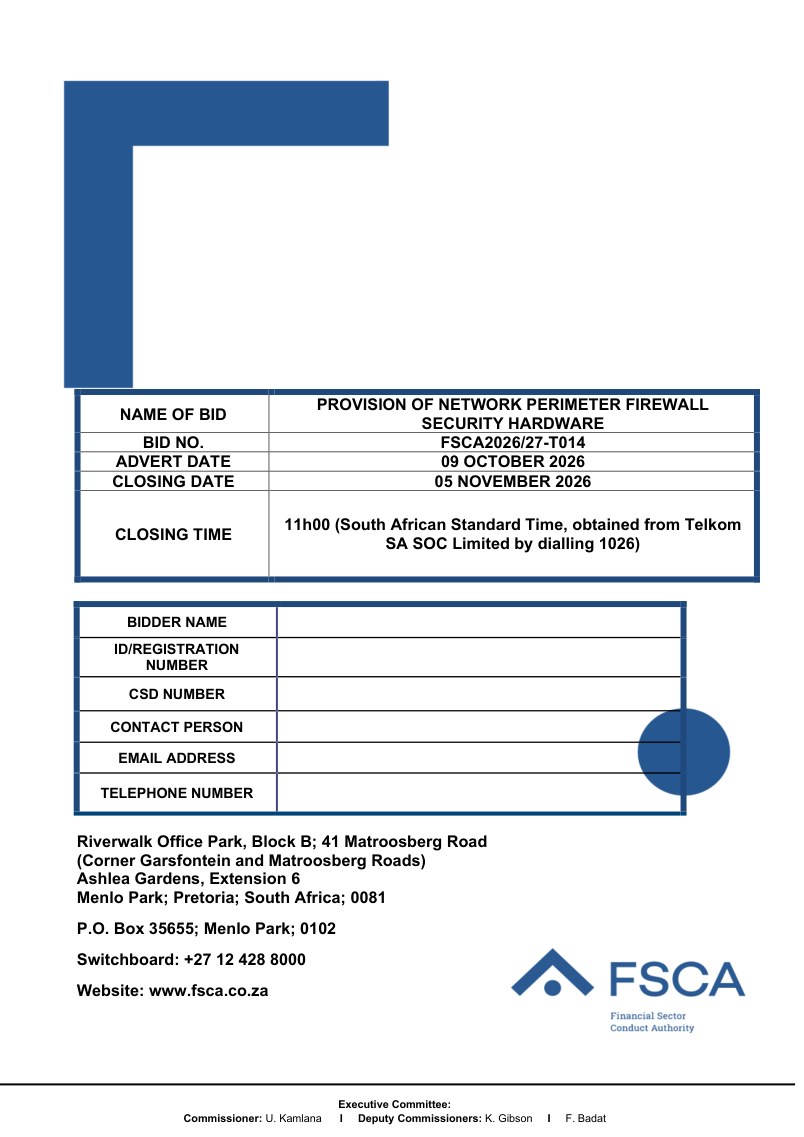 NAME OF BID
PROVISION OF NETWORK PERIMETER FIREWALL
SECURITY HARDWARE
BID NO.
FSCA2026/27-T014
ADVERT DATE
09 OCTOBER 2026
CLOSING DATE
05 NOVEMBER 2026
CLOSING TIME
11h00 (South African Standard Time, obtained from Telkom
SA SOC Limited by dialling 1026)
BIDDER NAME
ID/REGISTRATION
NUMBER
CSD NUMBER
CONTACT PERSON
EMAIL ADDRESS
TELEPHONE NUMBER
Riverwalk Office Park, Block B; 41 Matroosberg Road
(Corner Garsfontein and Matroosberg Roads)
Ashlea Gardens, Extension 6
Menlo Park; Pretoria; South Africa; 0081
P.O. Box 35655; Menlo Park; 0102
Switchboard: +27 12 428 8000
Website: www.fsca.co.za
FSCA
Financial Sector
Conduct Authority
Executive Committee:
Commissioner: U. Kamlana I Deputy Commissioners: K. Gibson I F. Badat